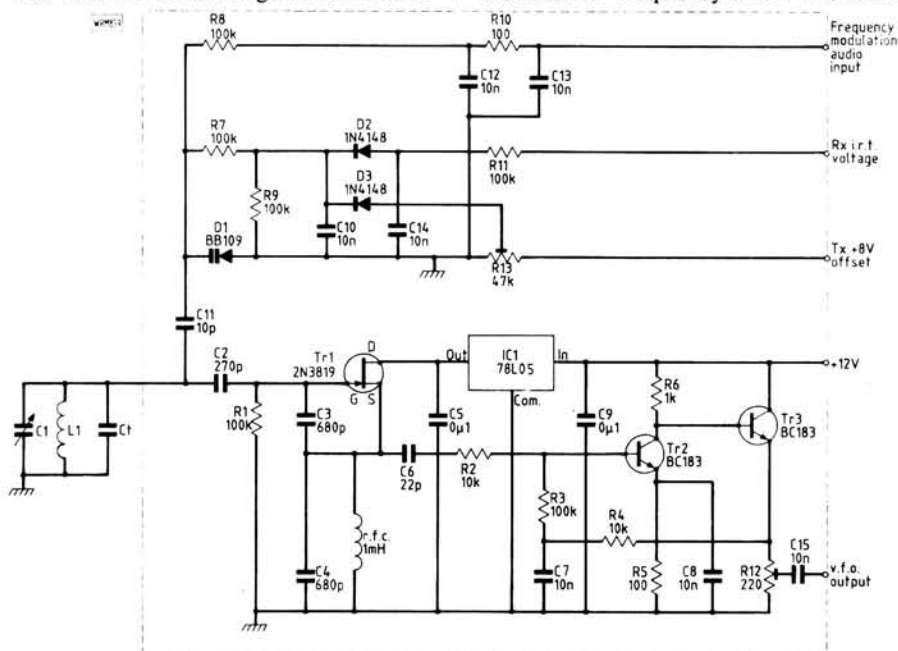 WRM614
R8
100k
R10
100
Frequency
modulation
audio
input
C12
10n
C13
10n
R7
100k
D2
1N4148
Rx i.r.t.
voltage
R11
100k
D3
1N4148
R9
100k
D1
BB109
C10
10n
C14
10n
R13
47k
Tx +8V
offset
C11
10p
C2
270p
Tr1
2N3819
D
G
S
Out
IC1
78L05
In
Com.
+12V
R6
1k
Tr3
BC183
C1
L1
Ct
R1
100k
C3
680p
C5
0µ1
C9
0µ1
Tr2
BC183
C6
22p
R2
10k
R3
100k
R4
10k
r.f.c.
1mH
C4
680p
C7
10n
R5
100
C8
10n
R12
220
C15
10n
v.f.o.
output